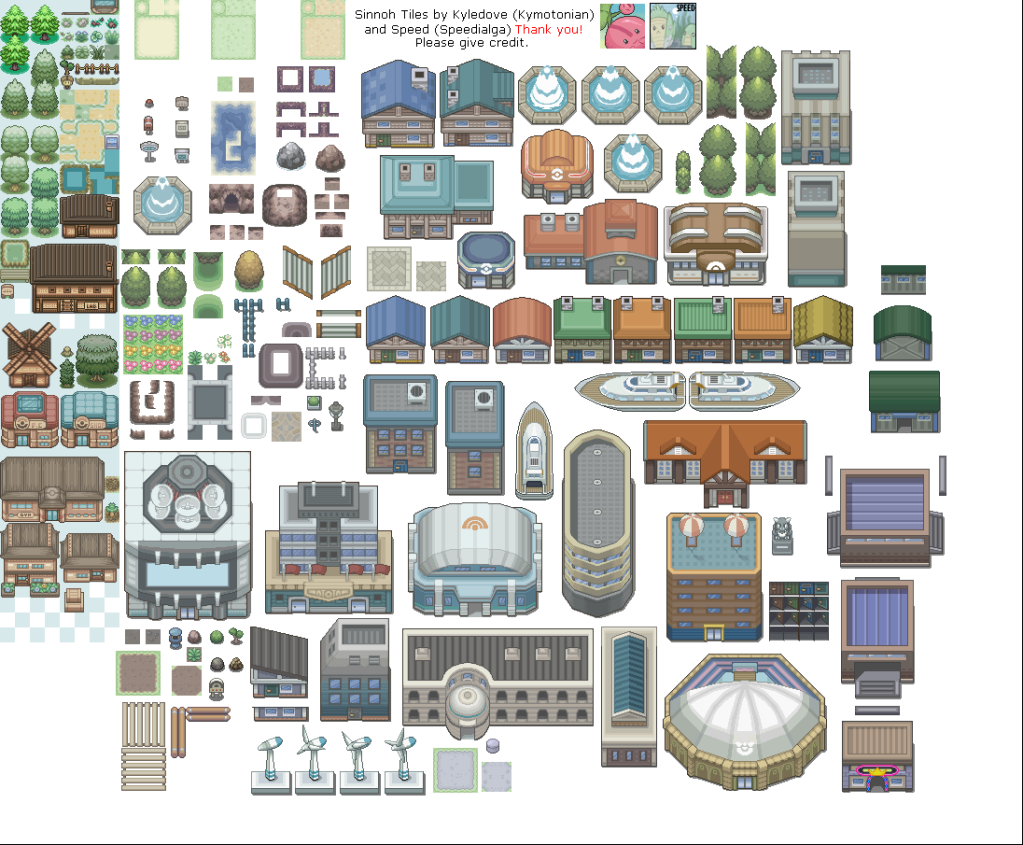 Sinnoh Tiles by Kyledove (Kymotonian)
and Speed (Speedialga) Thank you!
Please give credit.
SPEED